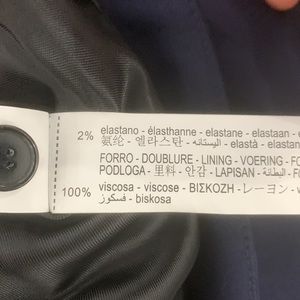 2% elastano - élasthanne - elastane - elastaan -
氨纶 - 엘라스탄 - اليستانه - elastà - elastan
FORRO - DOUBLURE - LINING - VOERING -
PODLOGA - 里料 - 안감 - LAPISAN - البطانة -
100% viscosa - viscose - ΒΙΣΚΟΖΗ - レーヨン -
فسكوز - biskosa